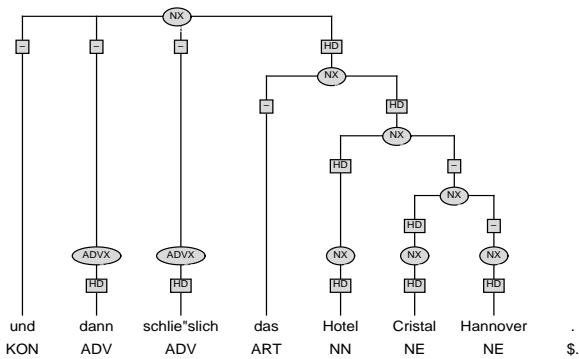 NX
– – – HD
NX
– HD
NX
HD –
NX
HD –
ADVX ADVX NX NX NX
HD HD HD HD HD
und dann schlie"slich das Hotel Cristal Hannover .
KON ADV ADV ART NN NE NE $.